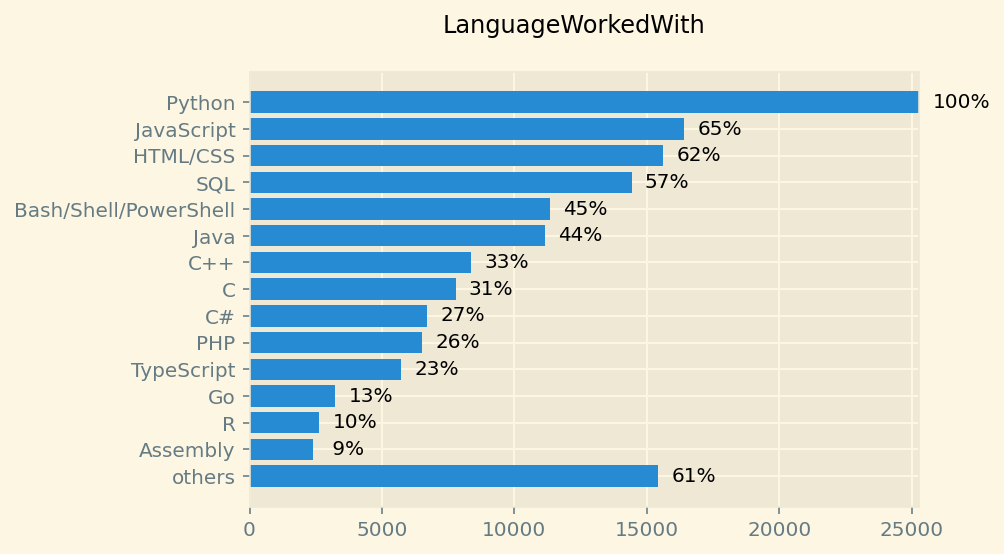 LanguageWorkedWith
Python 100%
JavaScript 65%
HTML/CSS 62%
SQL 57%
Bash/Shell/PowerShell 45%
Java 44%
C++ 33%
C 31%
C# 27%
PHP 26%
TypeScript 23%
Go 13%
R 10%
Assembly 9%
others 61%
0 5000 10000 15000 20000 25000